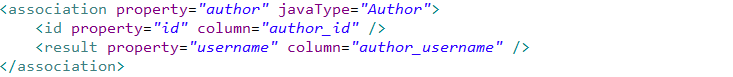 <association property="author" javaType="Author">
    <id property="id" column="author_id" />
    <result property="username" column="author_username" />
</association>